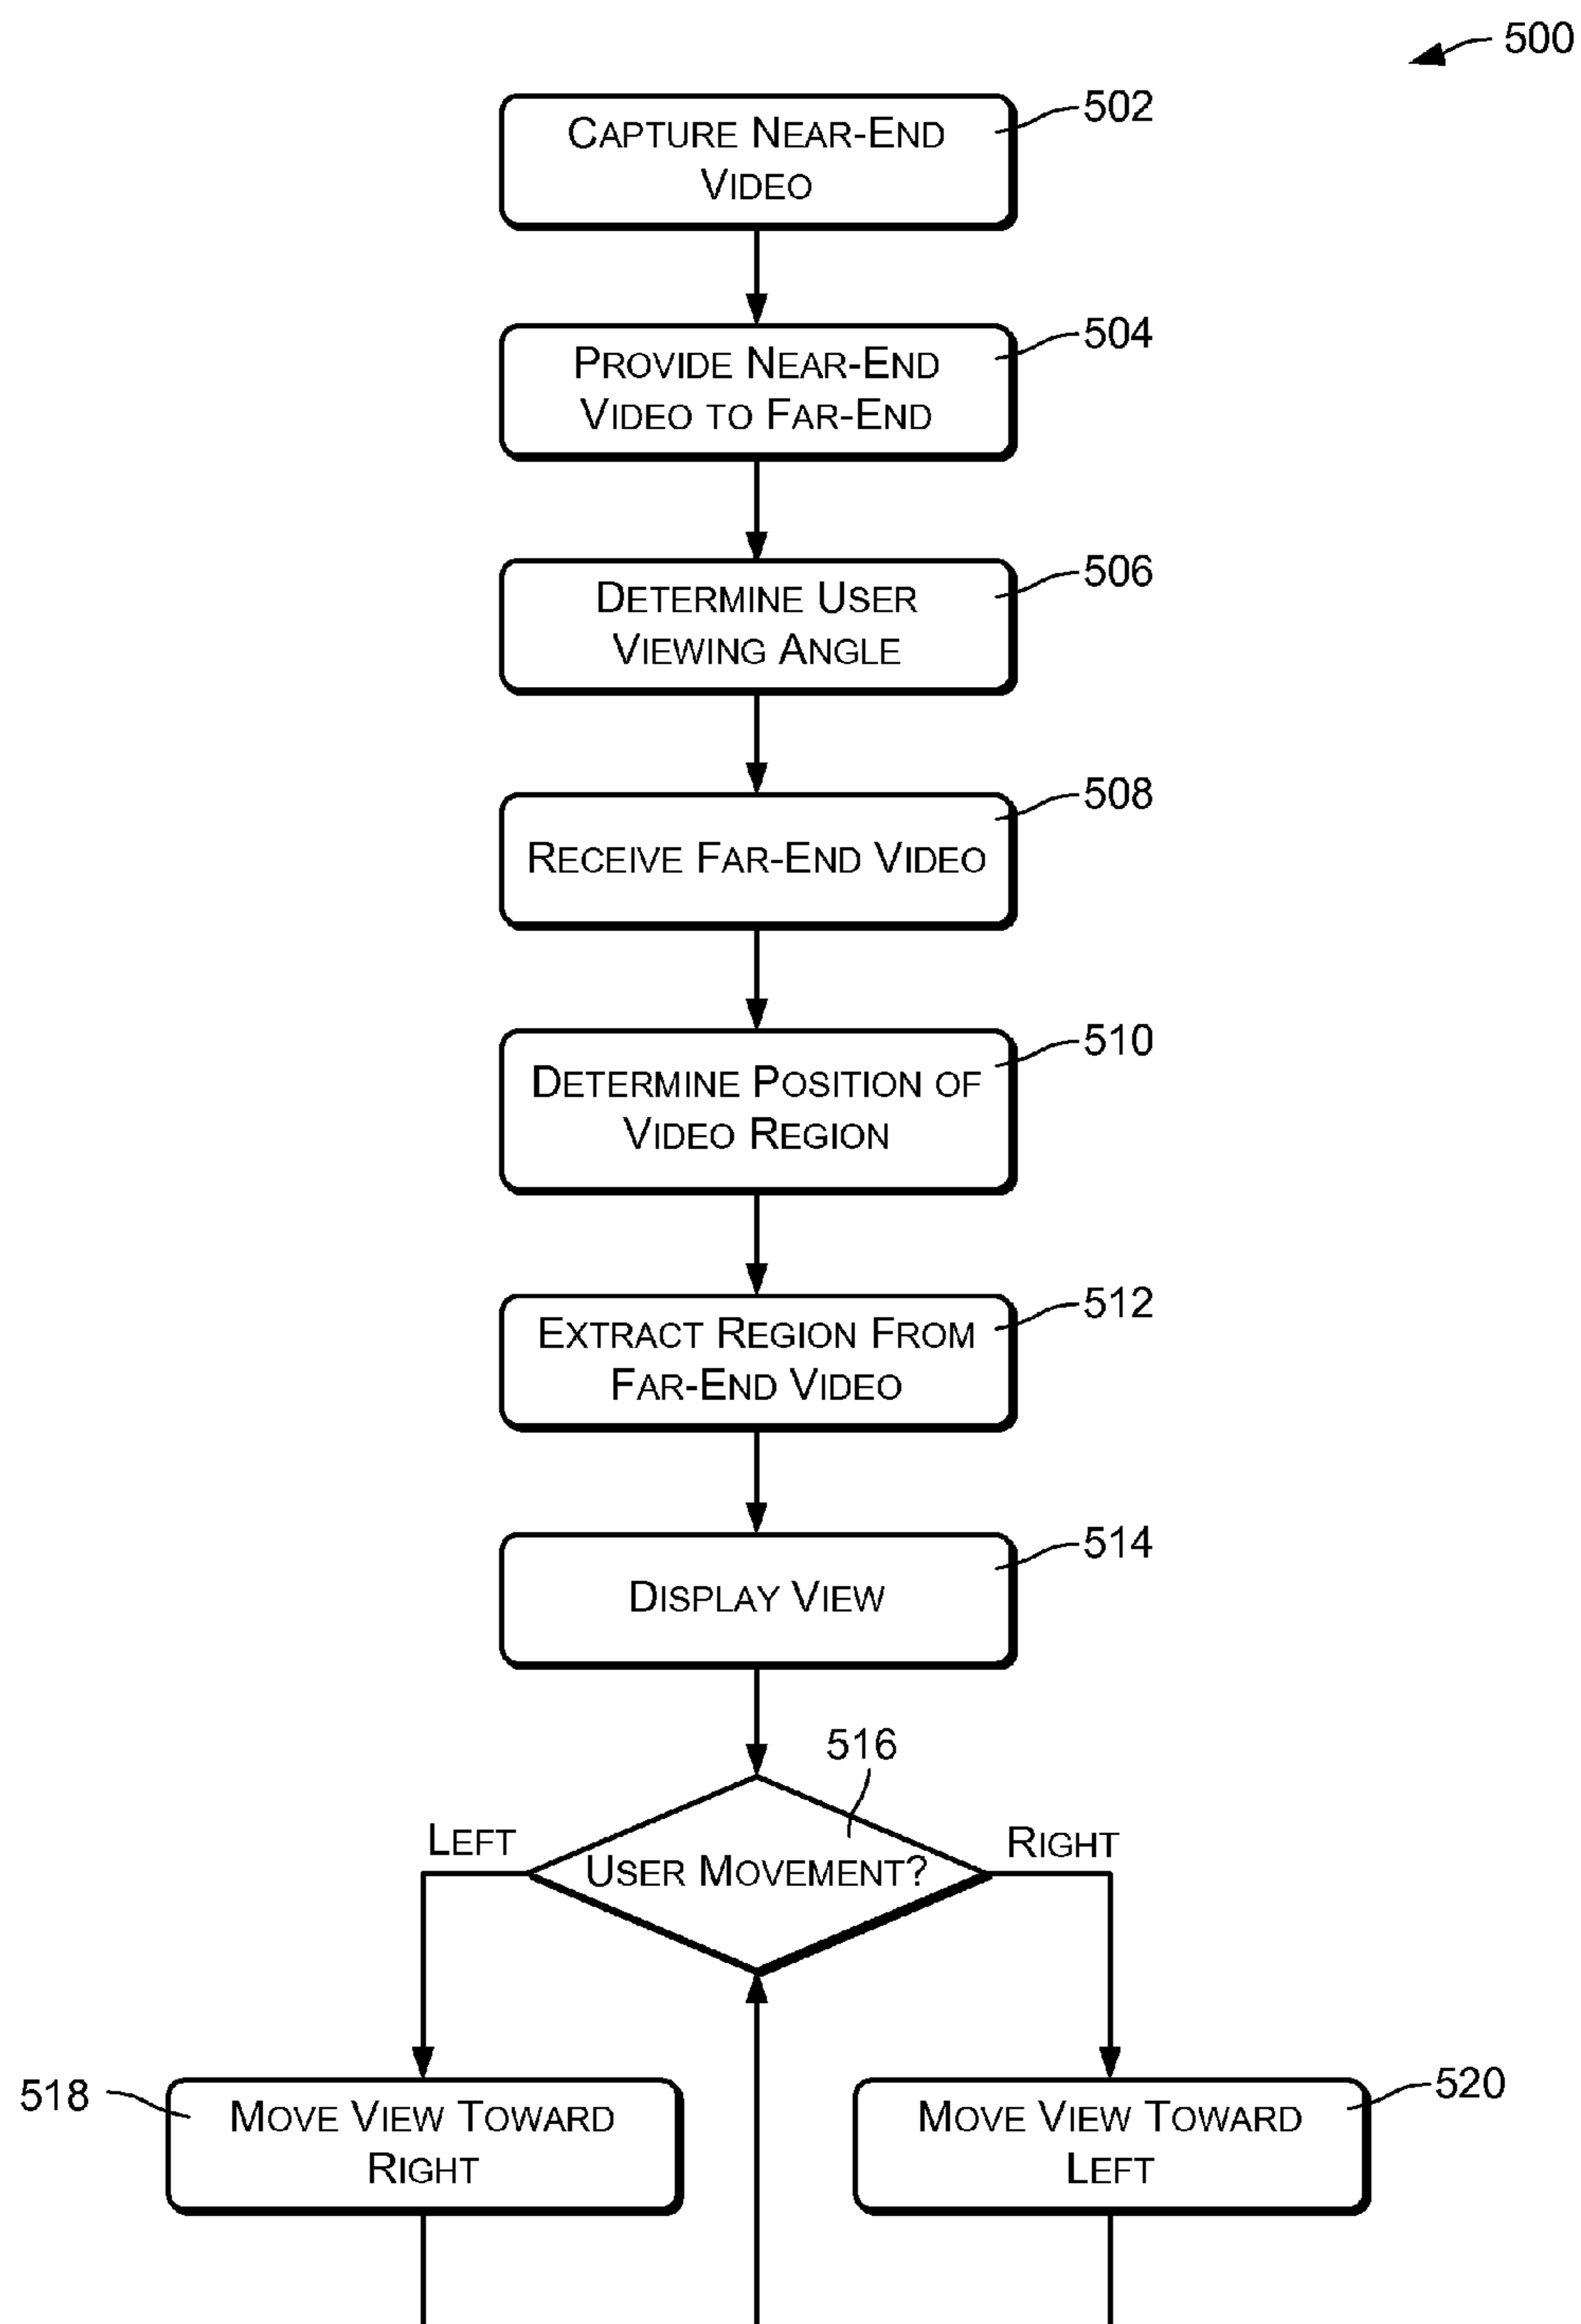 500
502
Capture Near-End
Video
504
Provide Near-End
Video to Far-End
506
Determine User
Viewing Angle
508
Receive Far-End Video
510
Determine Position of
Video Region
512
Extract Region From
Far-End Video
514
Display View
516
Left
User Movement?
Right
518
Move View Toward
Right
520
Move View Toward
Left